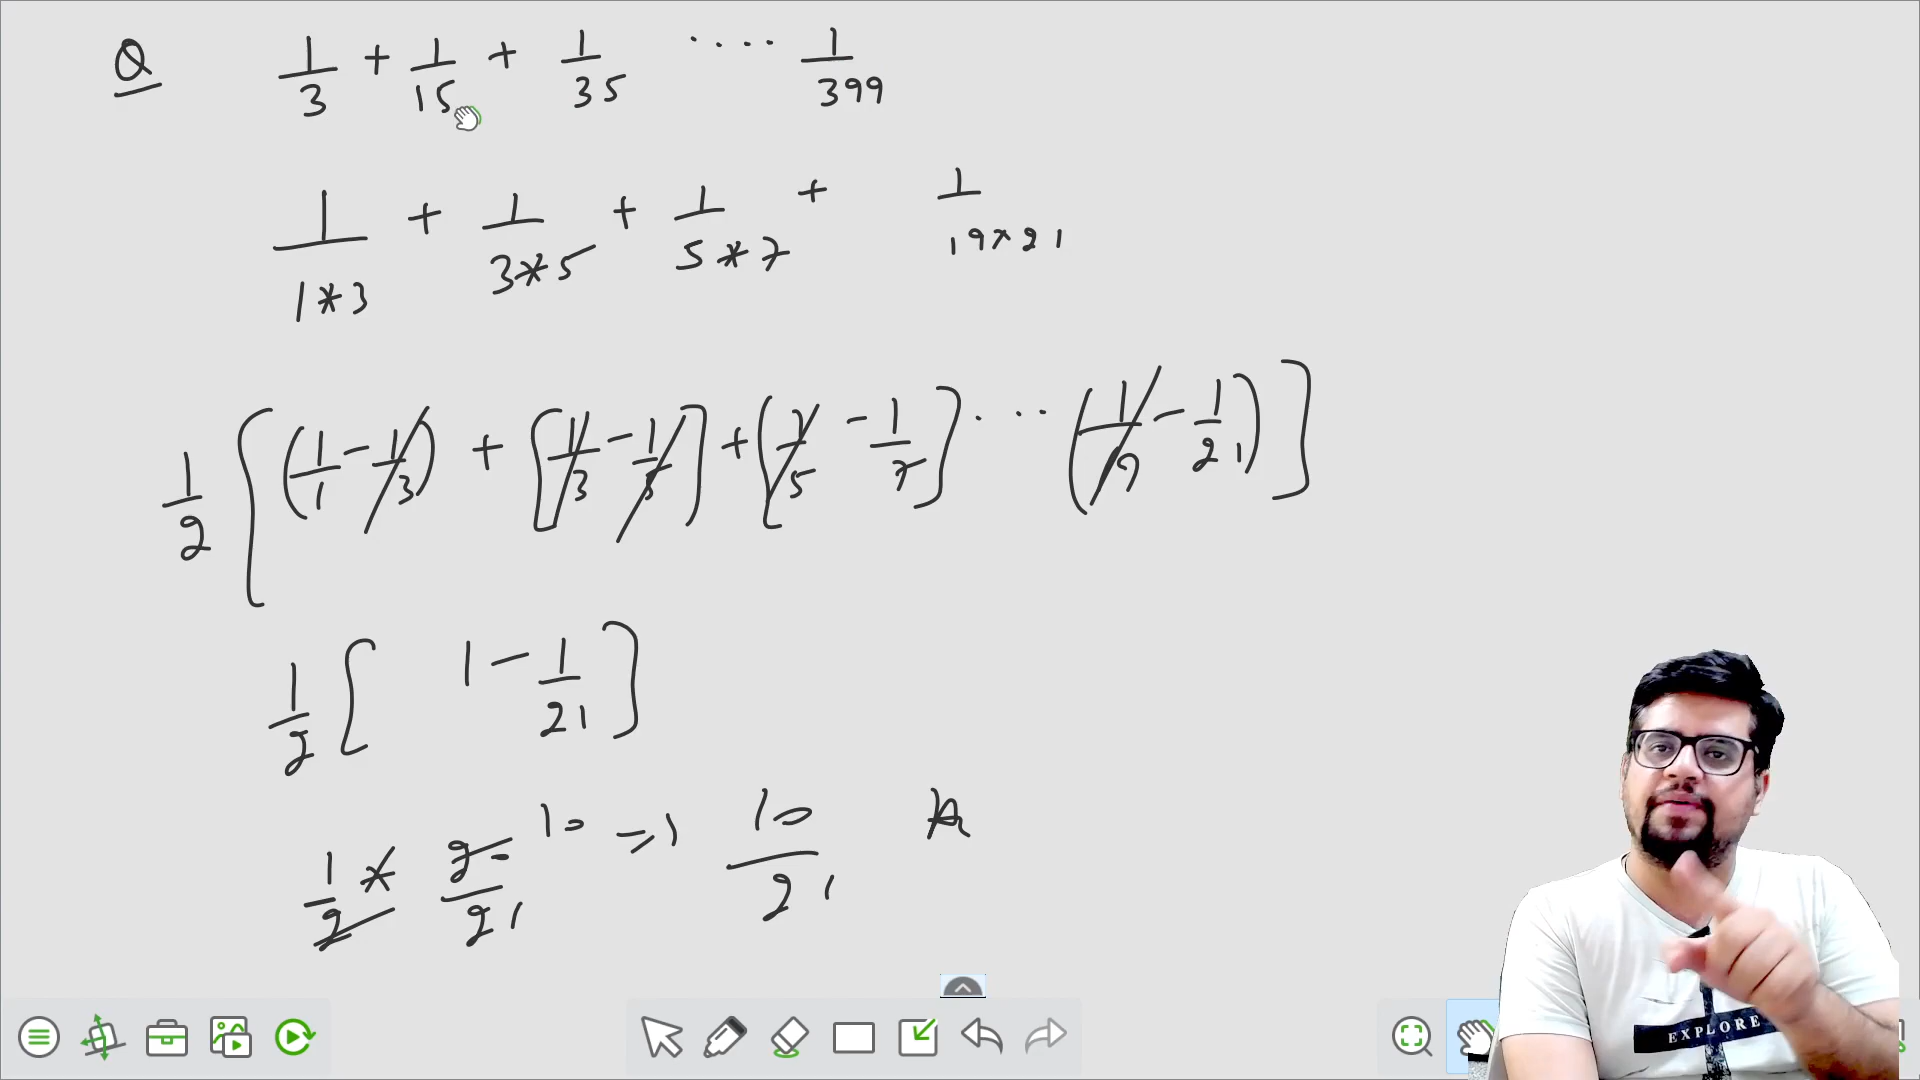 Q 1/3 + 1/15 + 1/35 .... 1/399
1/1*3 + 1/3*5 + 1/5*7 + 1/19*21
1/2 [(1/1 - 1/3) + [1/3 - 1/5] + [1/5 - 1/7] .... (1/19 - 1/21)]
1/2 [1 - 1/21]
1/2 * 20/21 10 => 10/21
EXPLORE